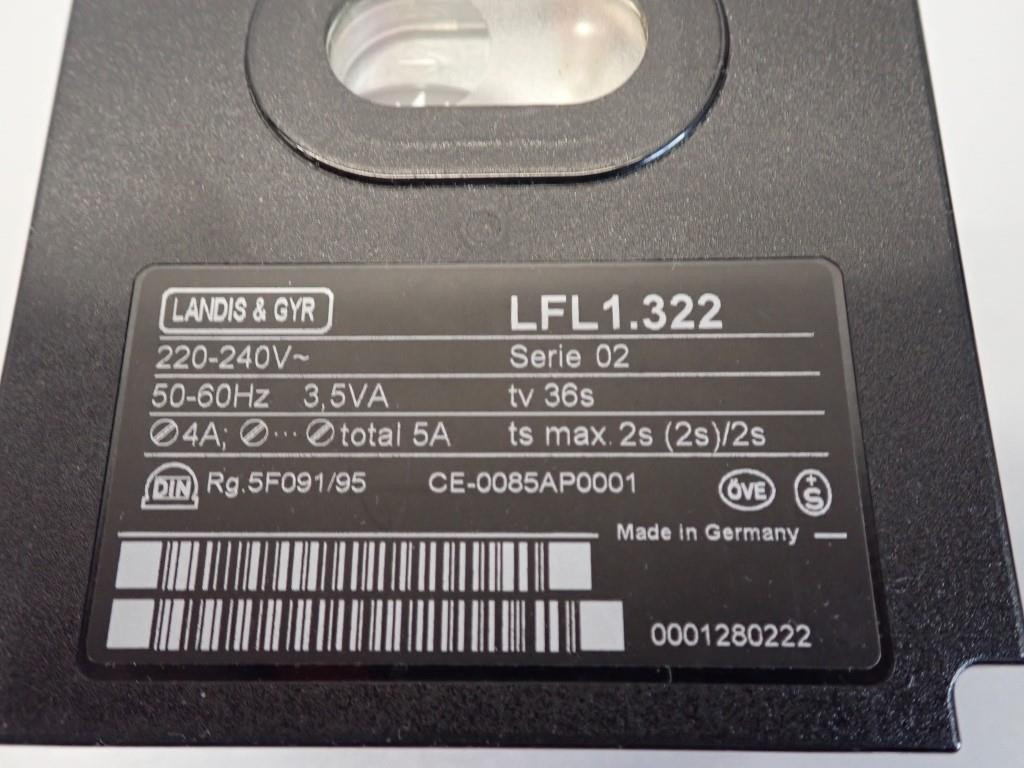 LANDIS & GYR LFL1.322
220-240V~ Serie 02
50-60Hz 3,5VA tv 36s
⊘4A; ⊘··· ⊘total 5A ts max. 2s (2s)/2s
DIN Rg.5F091/95 CE-0085AP0001 ÖVE +S
Made in Germany
0001280222